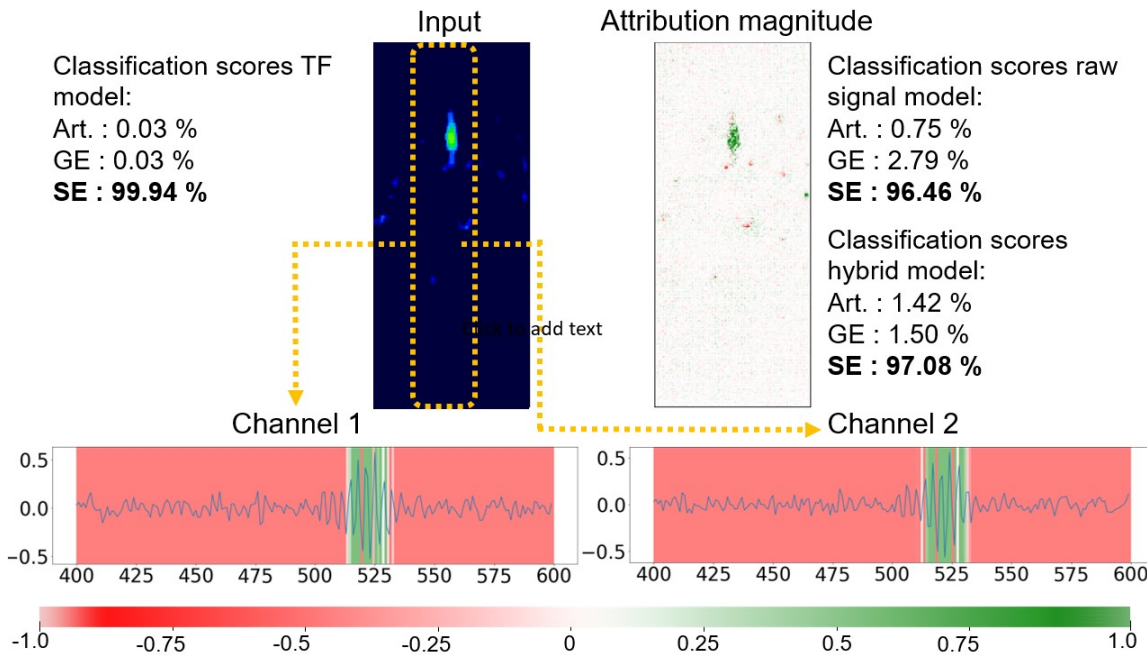 Input
Attribution magnitude
Classification scores TF
model:
Art. : 0.03 %
GE : 0.03 %
SE : 99.94 %
Classification scores raw
signal model:
Art. : 0.75 %
GE : 2.79 %
SE : 96.46 %
Classification scores
hybrid model:
Art. : 1.42 %
GE : 1.50 %
SE : 97.08 %
to add text
Channel 1
Channel 2
0.5
0.0
−0.5
400 425 450 475 500 525 550 575 600
0.5
0.0
−0.5
400 425 450 475 500 525 550 575 600
-1.0 -0.75 -0.5 -0.25 0 0.25 0.5 0.75 1.0